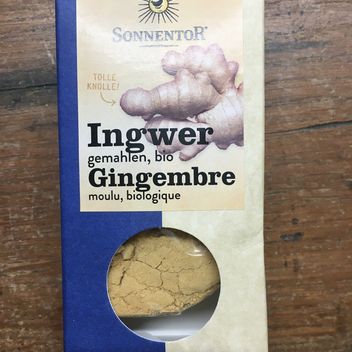 SONNENTOR®
TOLLE
KNOLLE!
Ingwer
gemahlen, bio
Gingembre
moulu, biologique